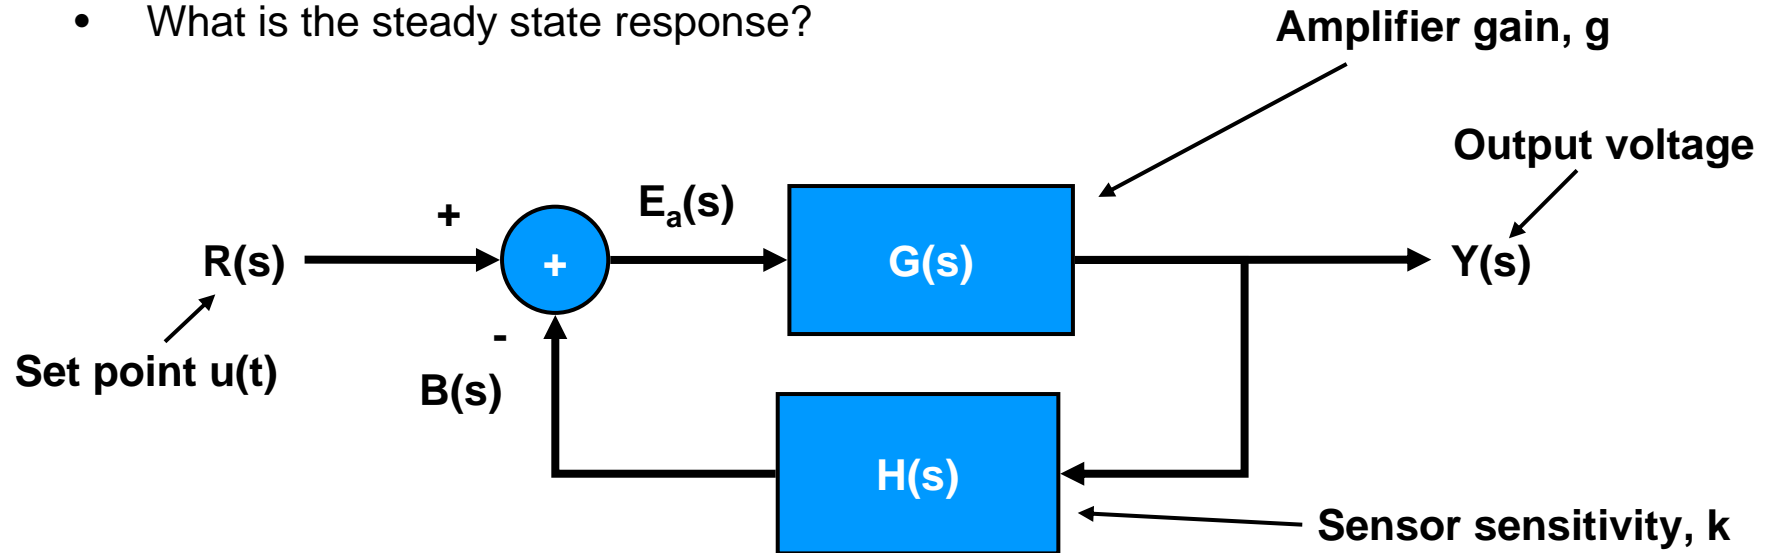 • What is the steady state response?
Amplifier gain, g
Output voltage
+
Ea(s)
R(s)
+
G(s)
Y(s)
-
Set point u(t)
B(s)
H(s)
Sensor sensitivity, k